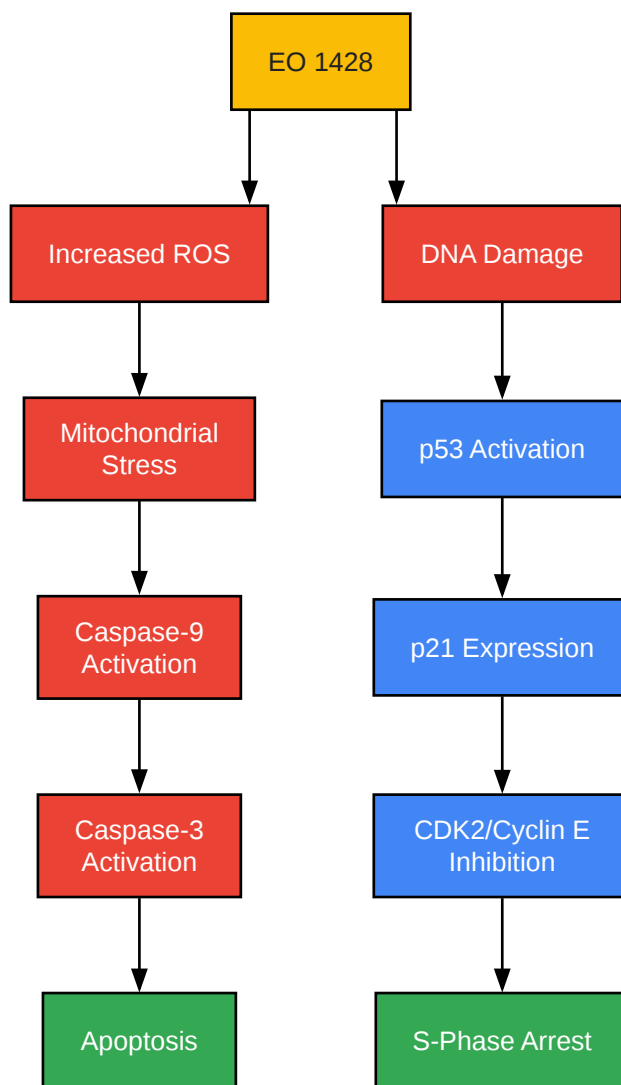 EO 1428
Increased ROS
DNA Damage
Mitochondrial
Stress
p53 Activation
Caspase-9
Activation
p21 Expression
Caspase-3
Activation
CDK2/Cyclin E
Inhibition
Apoptosis
S-Phase Arrest